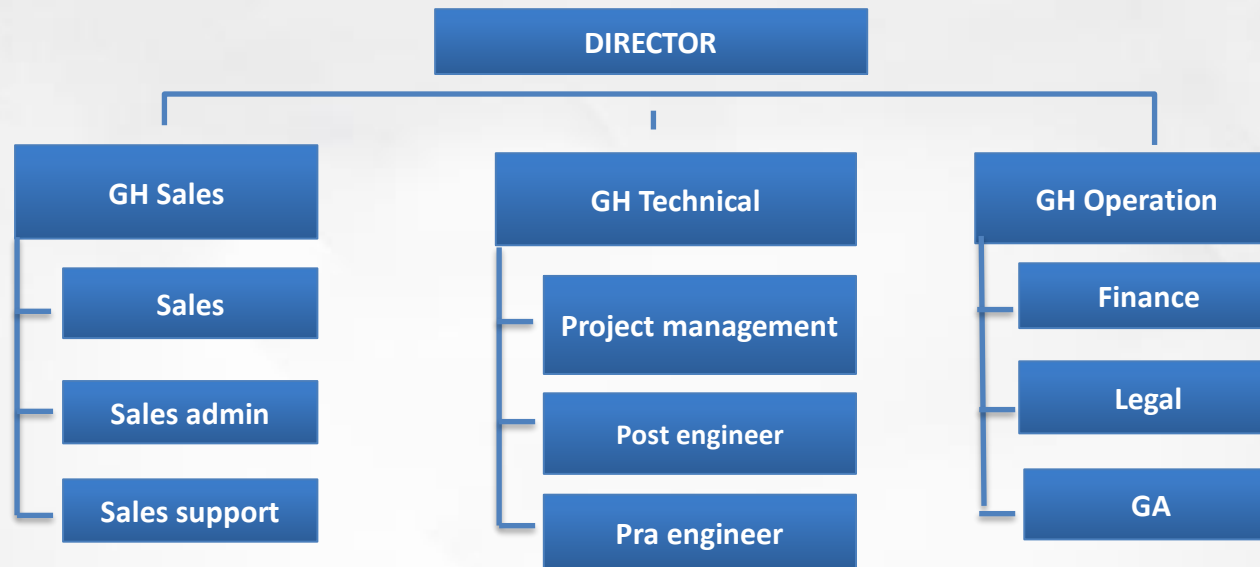 DIRECTOR
GH Sales
Sales
Sales admin
Sales support
GH Technical
Project management
Post engineer
Pra engineer
GH Operation
Finance
Legal
GA